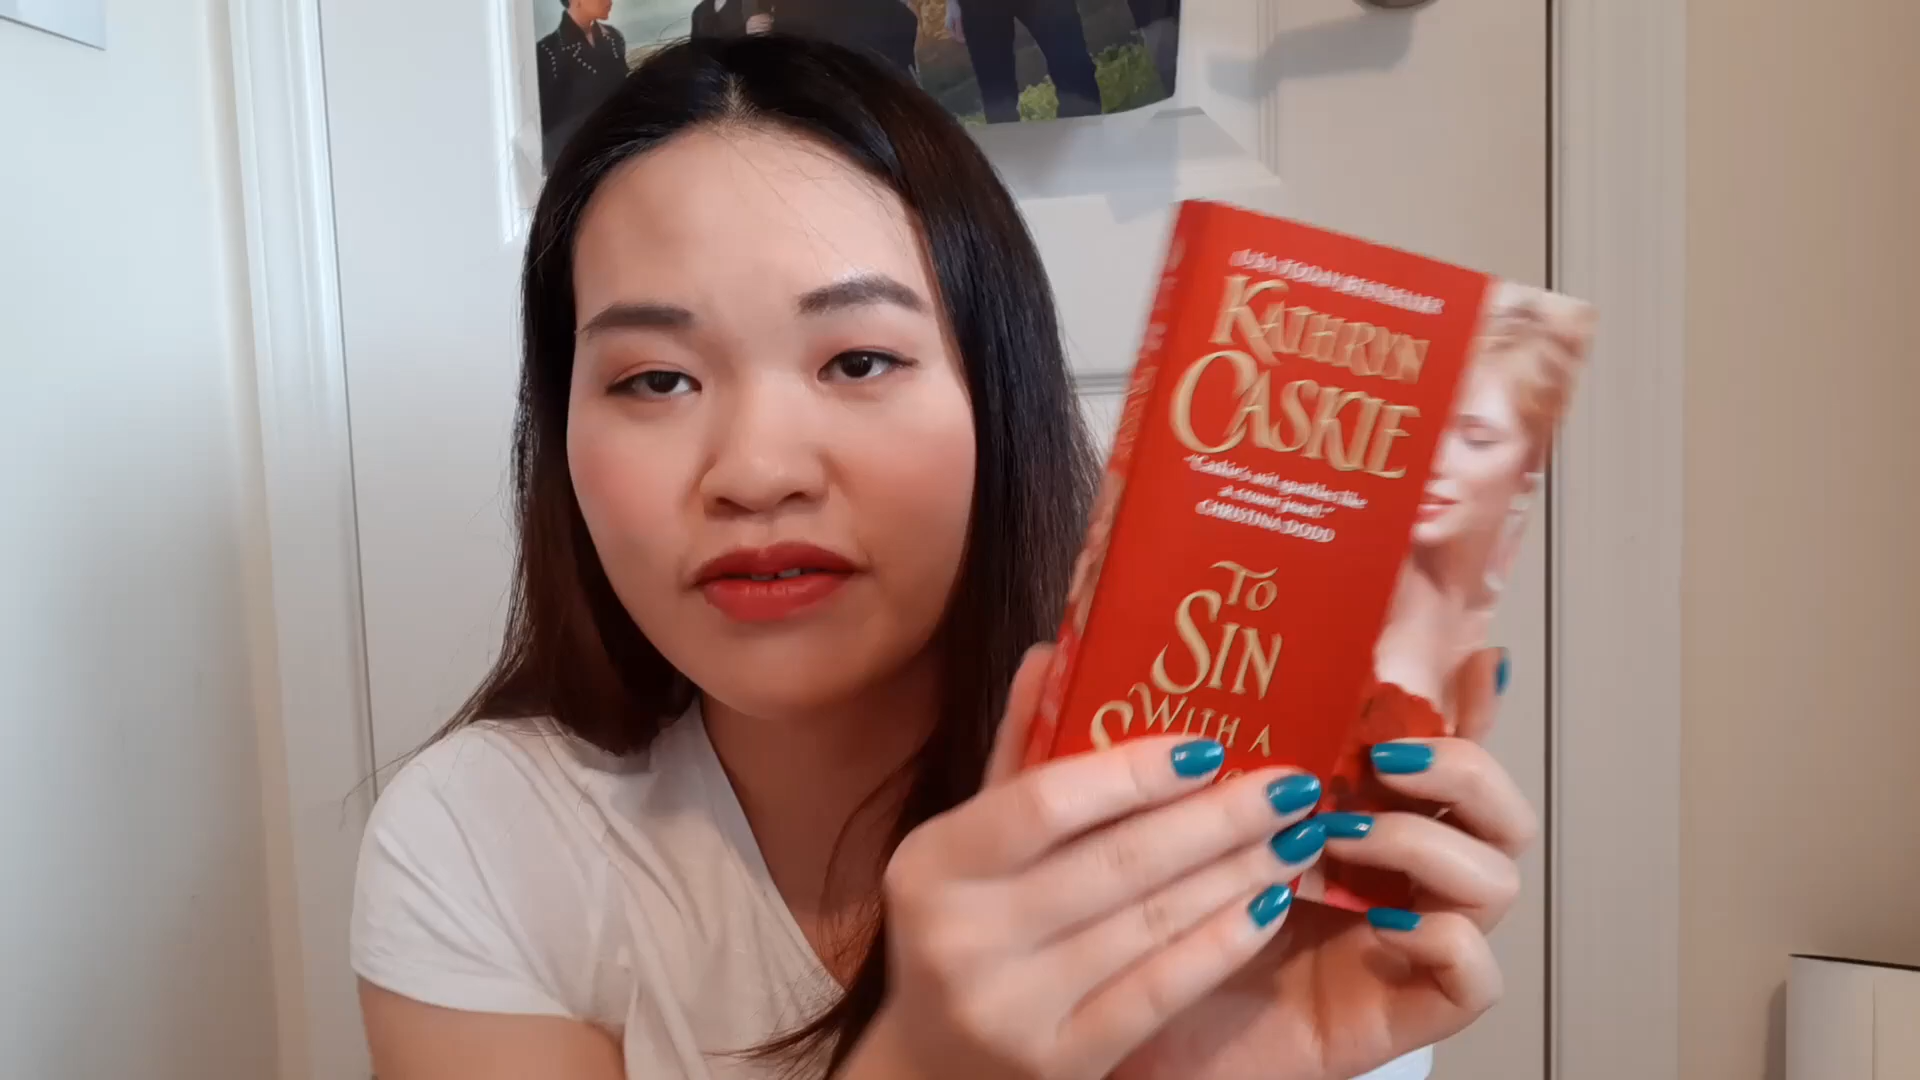 USA TODAY BESTSELLER
KATHRYN
CASKIE
"Caskie's wit sparkles like
a crown jewel."
CHRISTINA DODD
TO
SIN
WITH A